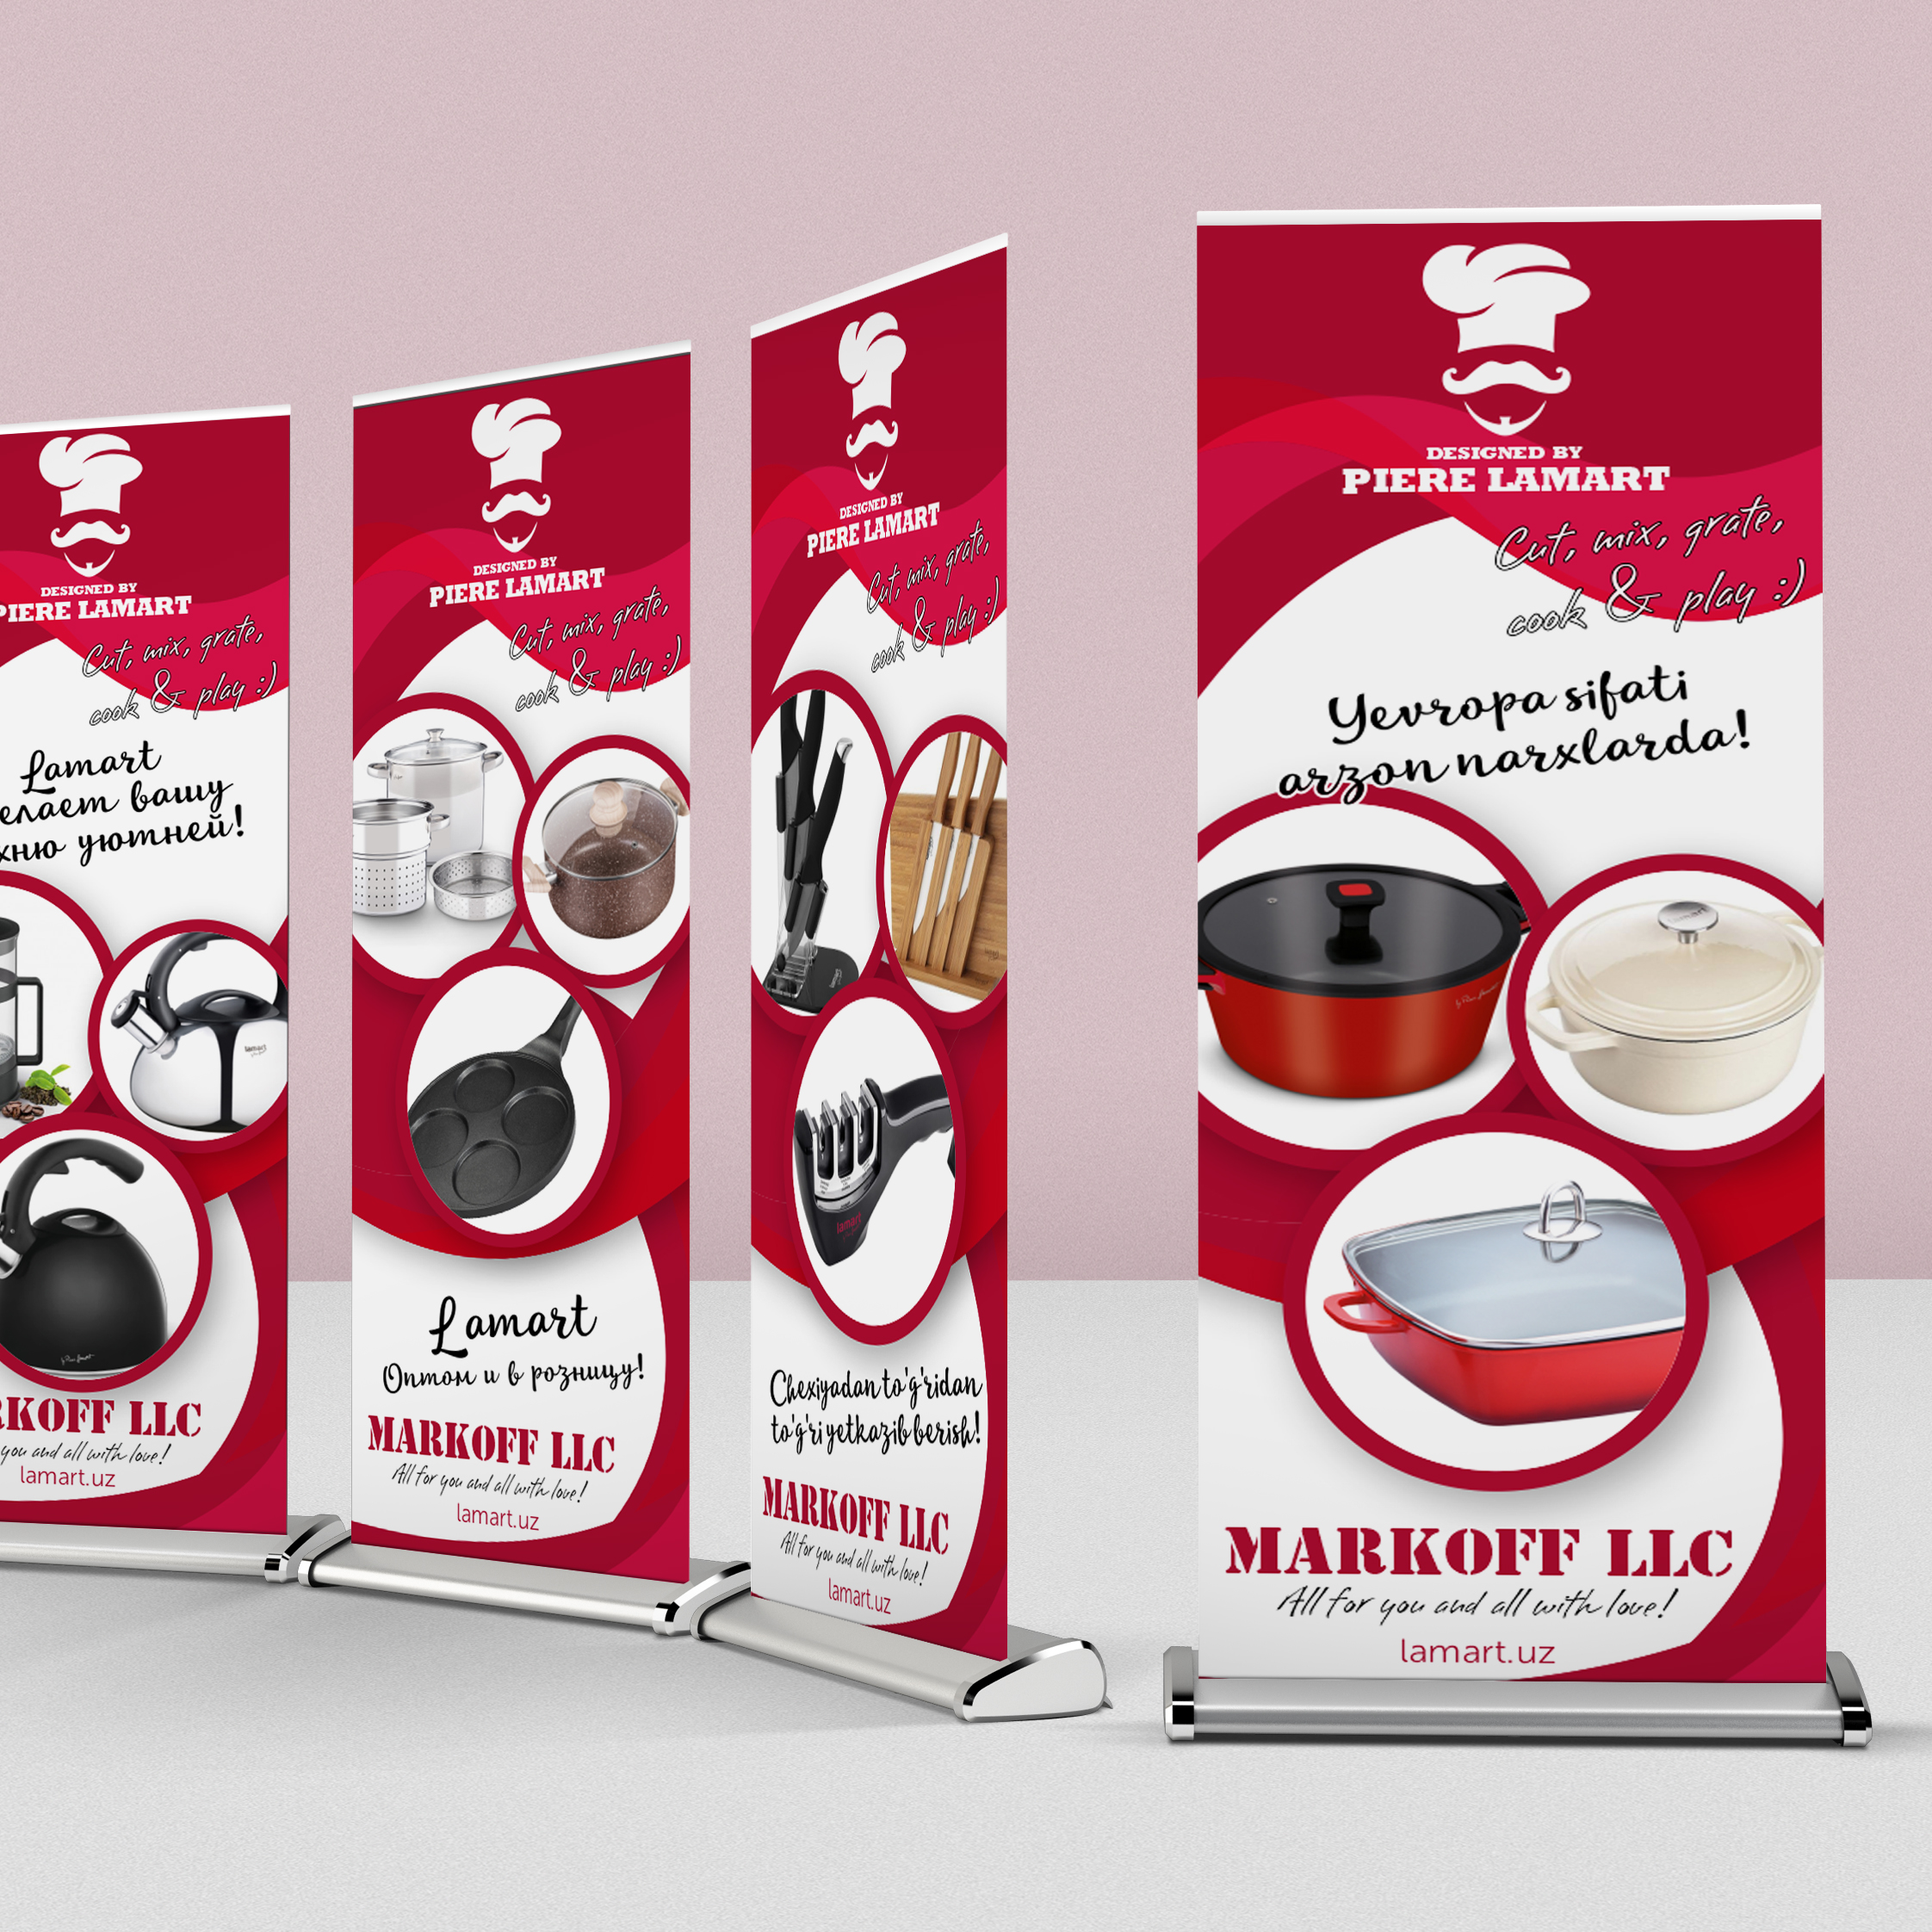 DESIGNED BY
PIERE LAMART
Cut, mix, grate,
cook & play :)
Lamart
вашу
уютней!
lamart
LLC
you and all with love!
lamart.uz
DESIGNED BY
PIERE LAMART
Cut, mix, grate,
cook & play :)
Lamart
Оптом и в розницу!
MARKOFF LLC
All for you and all with love!
lamart.uz
DESIGNED BY
PIERE LAMART
Cut, mix, grate,
cook & play :)
lamart
Chexiyadan to'g'ridan
to'g'ri yetkazib berish!
MARKOFF LLC
All for you and all with love!
lamart.uz
DESIGNED BY
PIERE LAMART
Cut, mix, grate,
cook & play :)
Yevropa sifati
arzon narxlarda!
lamart
MARKOFF LLC
All for you and all with love!
lamart.uz